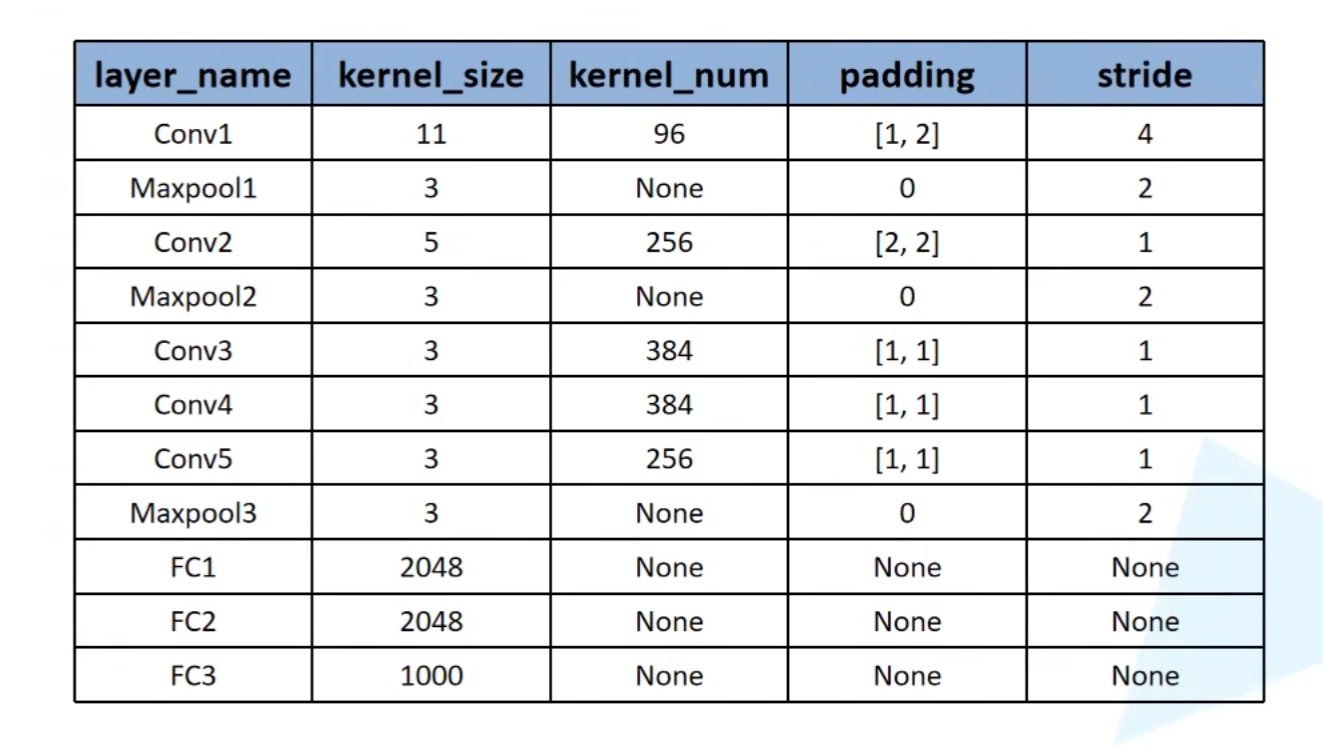 layer_name kernel_size kernel_num padding stride
Conv1 11 96 [1, 2] 4
Maxpool1 3 None 0 2
Conv2 5 256 [2, 2] 1
Maxpool2 3 None 0 2
Conv3 3 384 [1, 1] 1
Conv4 3 384 [1, 1] 1
Conv5 3 256 [1, 1] 1
Maxpool3 3 None 0 2
FC1 2048 None None None
FC2 2048 None None None
FC3 1000 None None None